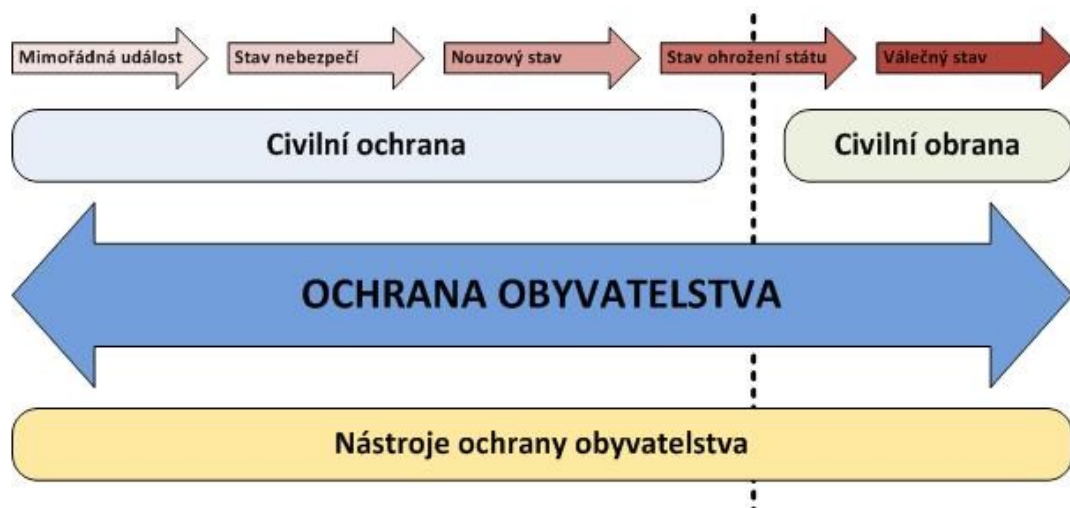 Mimořádná událost
Stav nebezpečí
Nouzový stav
Stav ohrožení státu
Válečný stav
Civilní ochrana
Civilní obrana
OCHRANA OBYVATELSTVA
Nástroje ochrany obyvatelstva